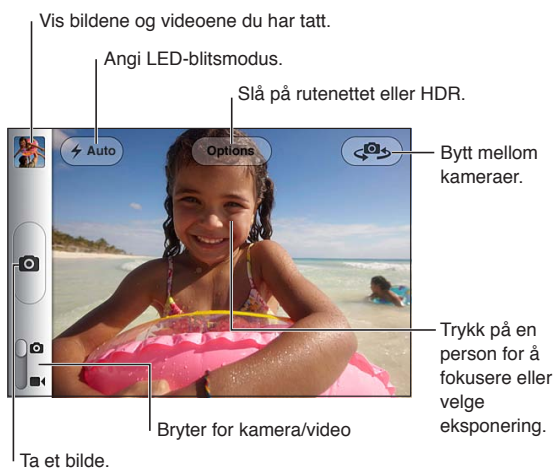 Vis bildene og videoene du har tatt.
Angi LED-blitsmodus.
Slå på rutenettet eller HDR.
Auto
Options
Bytt mellom
kameraer.
Trykk på en
person for å
fokusere eller
velge
eksponering.
Bryter for kamera/video
Ta et bilde.